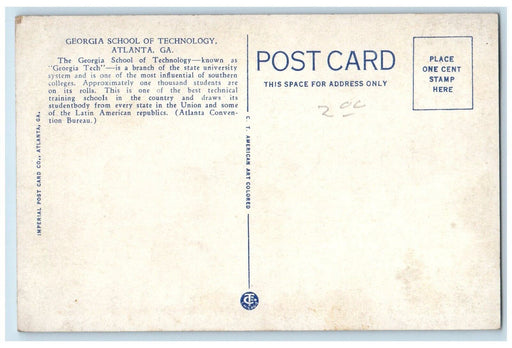 GEORGIA SCHOOL OF TECHNOLOGY,
ATLANTA, GA.
The Georgia School of Technology—known as
"Georgia Tech"—is a branch of the state university
system and is one of the most influential of southern
colleges. Approximately one thousand students are
on its rolls. This is one of the best technical
training schools in the country and draws its
studentbody from every state in the Union and some
of the Latin American republics. (Atlanta Conven-
tion Bureau.)
IMPERIAL POST CARD CO., ATLANTA, GA.
C. T. AMERICAN ART COLORED
POST CARD
THIS SPACE FOR ADDRESS ONLY
2 00
PLACE
ONE CENT
STAMP
HERE